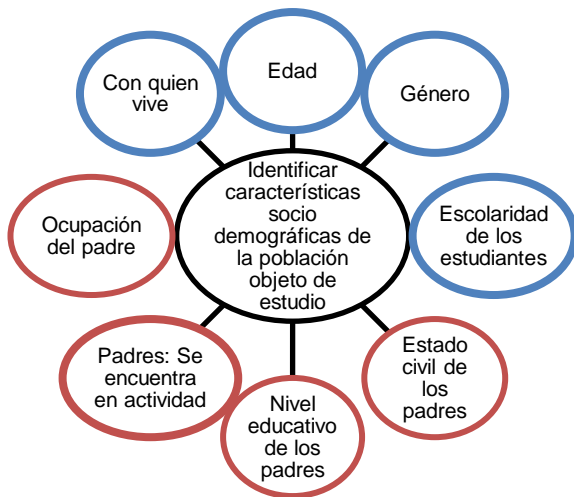 Edad
Con quien
vive
Género
Identificar
características
socio
demográficas de
la población
objeto de
estudio
Ocupación
del padre
Escolaridad
de los
estudiantes
Padres: Se
encuentra
en actividad
Estado
civil de
los
padres
Nivel
educativo
de los
padres